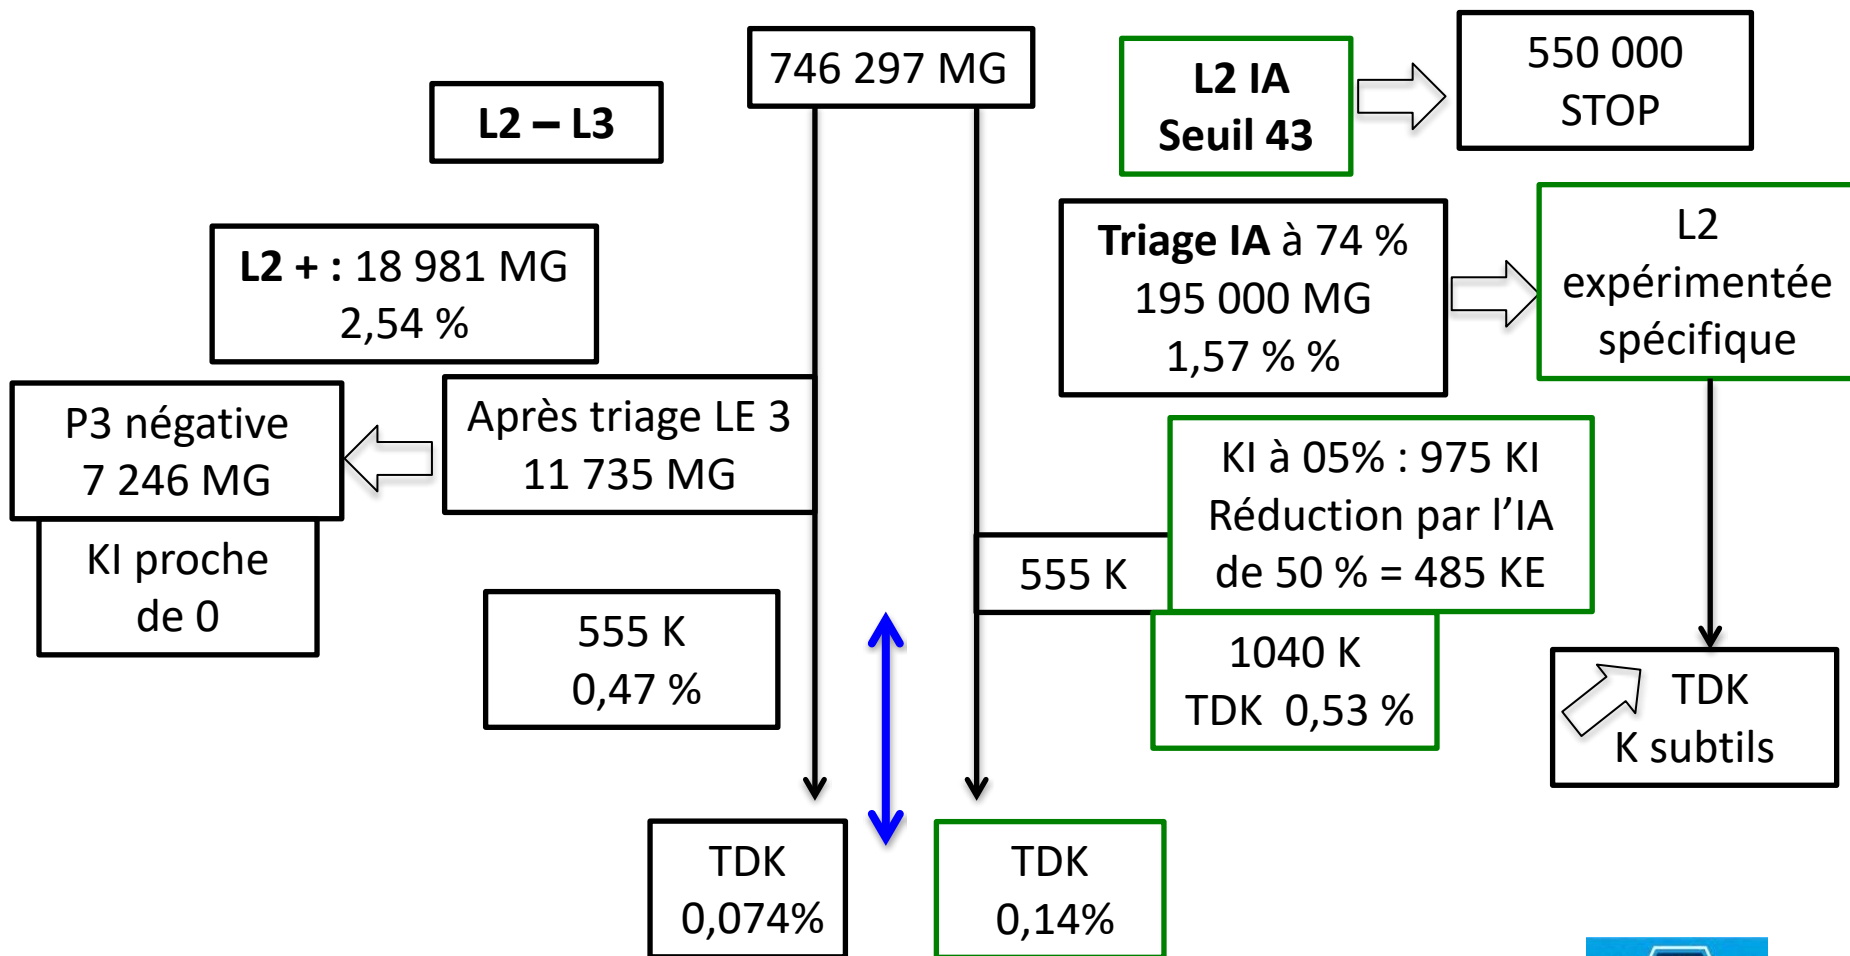 746 297 MG
L2 – L3
L2 IA
Seuil 43
550 000
STOP
L2 + : 18 981 MG
2,54 %
Triage IA à 74 %
195 000 MG
1,57 % %
L2
expérimentée
spécifique
P3 négative
7 246 MG
Après triage LE 3
11 735 MG
KI proche
de 0
KI à 05% : 975 KI
Réduction par l’IA
de 50 % = 485 KE
555 K
555 K
0,47 %
1040 K
TDK 0,53 %
TDK
K subtils
TDK
0,074%
TDK
0,14%